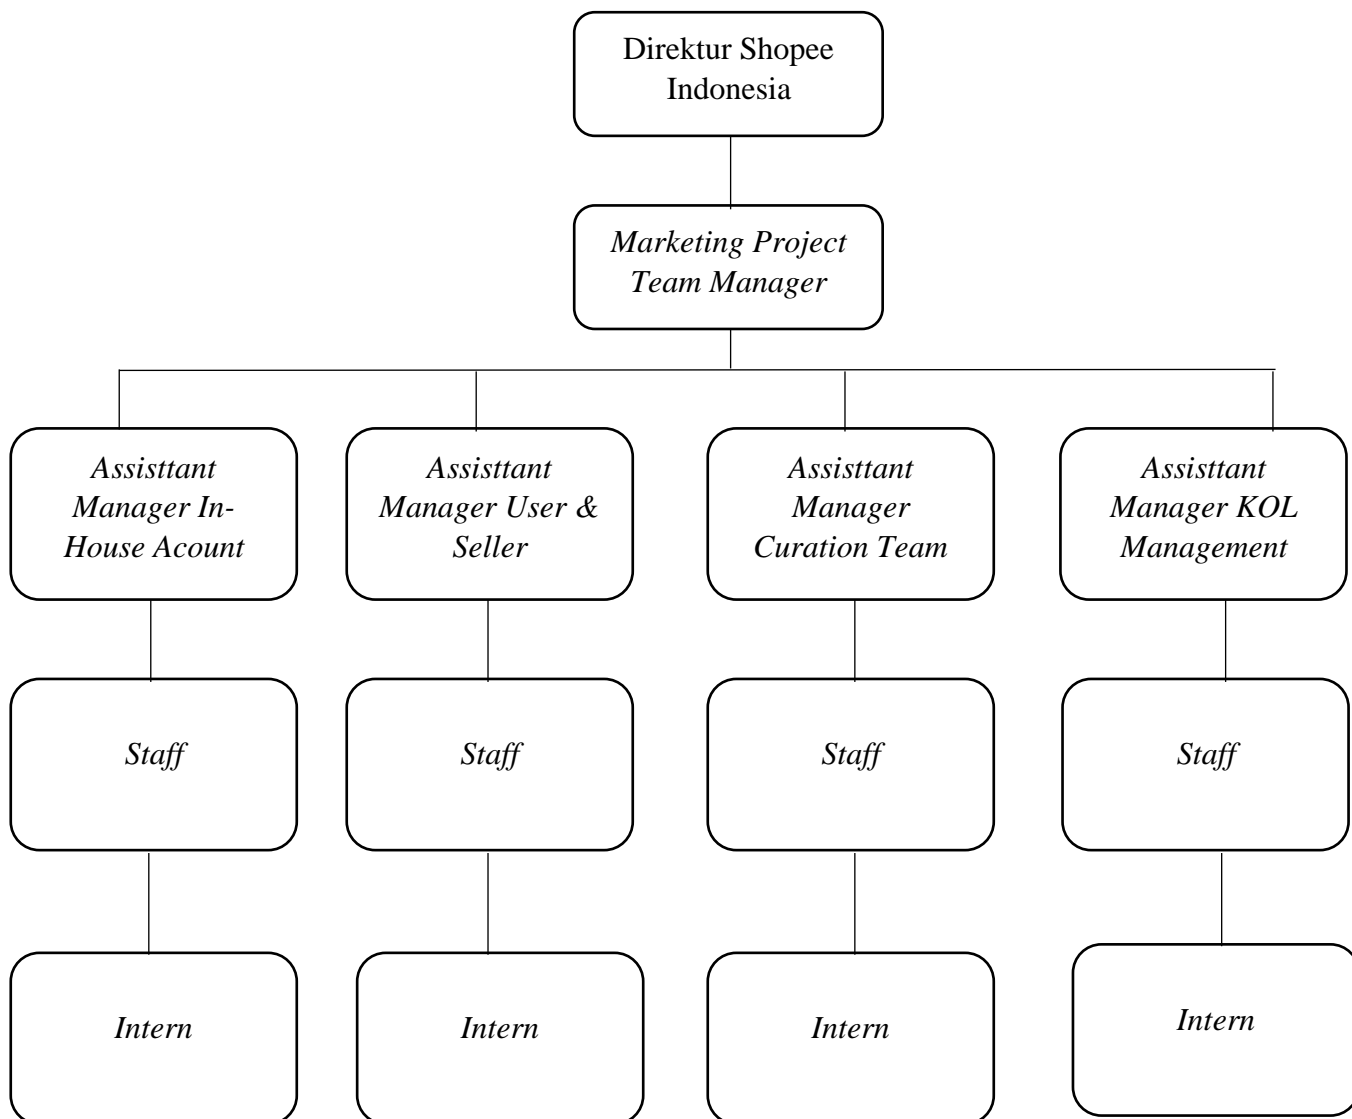 Direktur Shopee
Indonesia
Marketing Project
Team Manager
Assisttant
Manager In-
House Acount
Assisttant
Manager User &
Seller
Assisttant
Manager
Curation Team
Assisttant
Manager KOL
Management
Staff
Staff
Staff
Staff
Intern
Intern
Intern
Intern